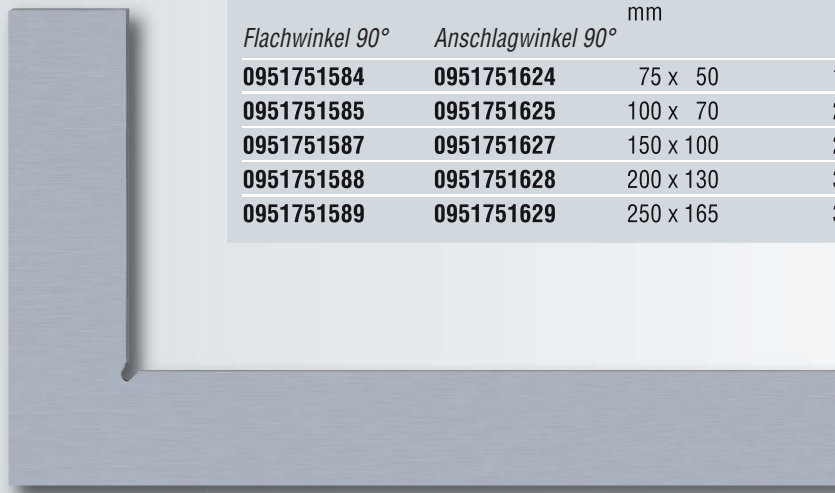 mm
Flachwinkel 90° Anschlagwinkel 90°
0951751584 0951751624 75 x 50
0951751585 0951751625 100 x 70
0951751587 0951751627 150 x 100
0951751588 0951751628 200 x 130
0951751589 0951751629 250 x 165